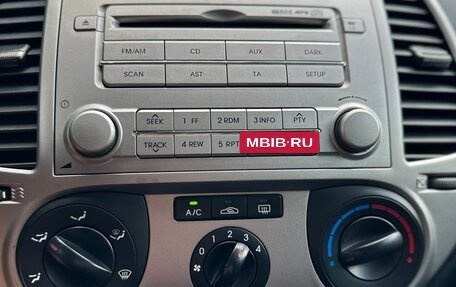 FM/AM CD AUX DARK
SCAN AST TA SETUP
SEEK 1 FF 2 RDM 3 INFO PTY
TRACK 4 REW 5 RPT
MBIB-RU
A/C
0 1 2 3 4